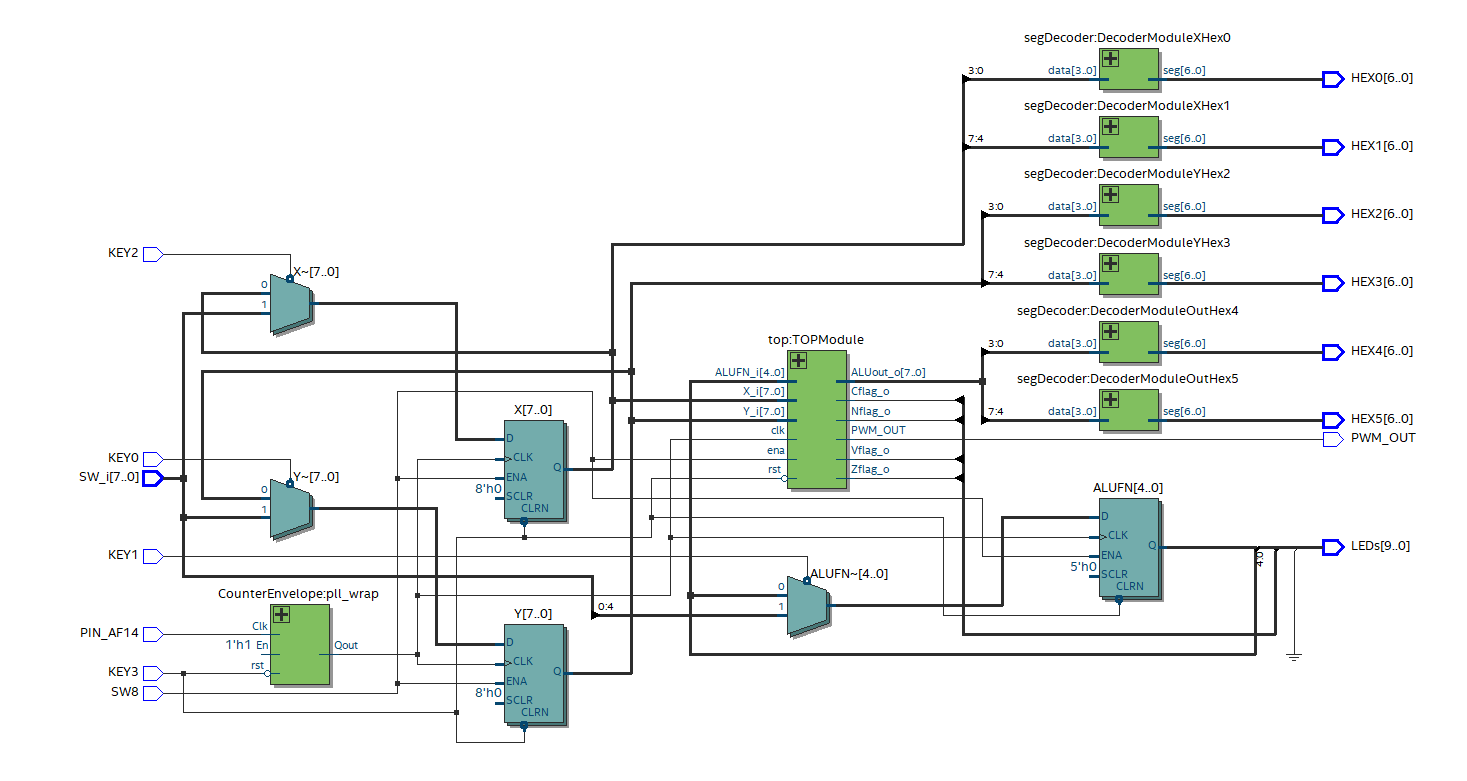 segDecoder:DecoderModuleXHex0
3:0
data[3..0]
seg[6..0]
HEX0[6..0]
segDecoder:DecoderModuleXHex1
7:4
data[3..0]
seg[6..0]
HEX1[6..0]
segDecoder:DecoderModuleYHex2
3:0
data[3..0]
seg[6..0]
HEX2[6..0]
segDecoder:DecoderModuleYHex3
7:4
data[3..0]
seg[6..0]
HEX3[6..0]
segDecoder:DecoderModuleOutHex4
3:0
data[3..0]
seg[6..0]
HEX4[6..0]
segDecoder:DecoderModuleOutHex5
7:4
data[3..0]
seg[6..0]
HEX5[6..0]
PWM_OUT
KEY2
X~[7..0]
0
1
top:TOPModule
ALUFN_i[4..0]
X_i[7..0]
Y_i[7..0]
clk
ena
rst
ALUout_o[7..0]
Cflag_o
Nflag_o
PWM_OUT
Vflag_o
Zflag_o
X[7..0]
D
CLK
ENA
8'h0
SCLR
CLRN
Q
KEY0
SW_i[7..0]
Y~[7..0]
0
1
ALUFN[4..0]
D
CLK
ENA
5'h0
SCLR
CLRN
Q
4:0
LEDs[9..0]
KEY1
ALUFN~[4..0]
0
1
0:4
CounterEnvelope:pll_wrap
Clk
1'h1
En
rst
Qout
PIN_AF14
KEY3
SW8
Y[7..0]
D
CLK
ENA
8'h0
SCLR
CLRN
Q